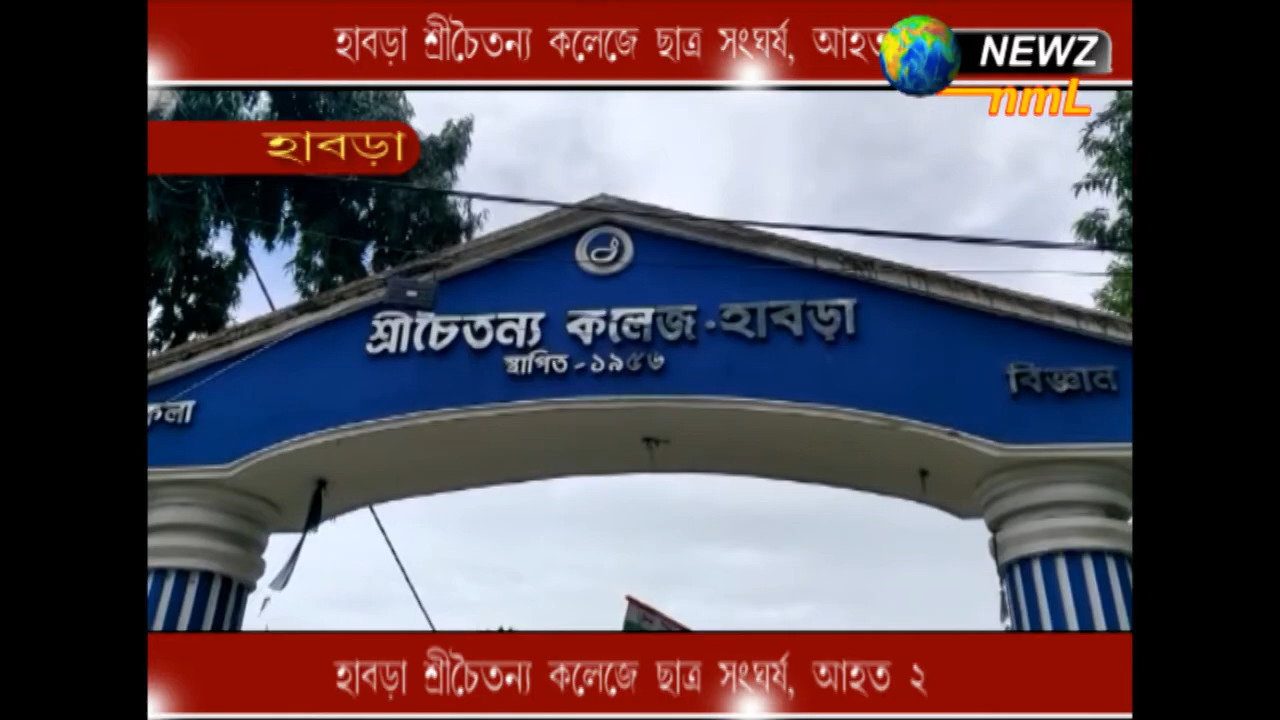 হাবড়া শ্রীচৈতন্য কলেজে ছাত্র সংঘর্ষ, আহত
NEWZ
nmL
হাবড়া
শ্রীচৈতন্য কলেজ - হাবড়া
স্থাপিত - ১৯৫৬
বিজ্ঞান
কলা
হাবড়া শ্রীচৈতন্য কলেজে ছাত্র সংঘর্ষ, আহত ২